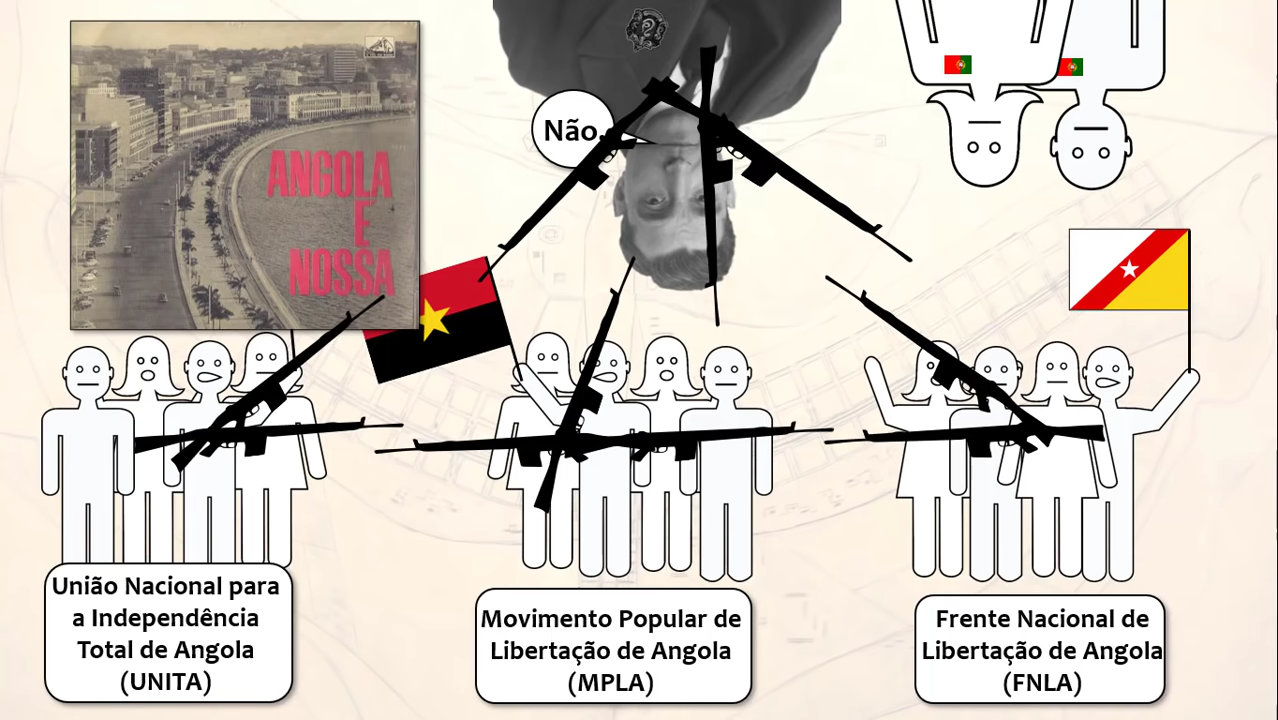 ANGOLA
E
NOSSA
Não.
União Nacional para
a Independência
Total de Angola
(UNITA)
Movimento Popular de
Libertação de Angola
(MPLA)
Frente Nacional de
Libertação de Angola
(FNLA)